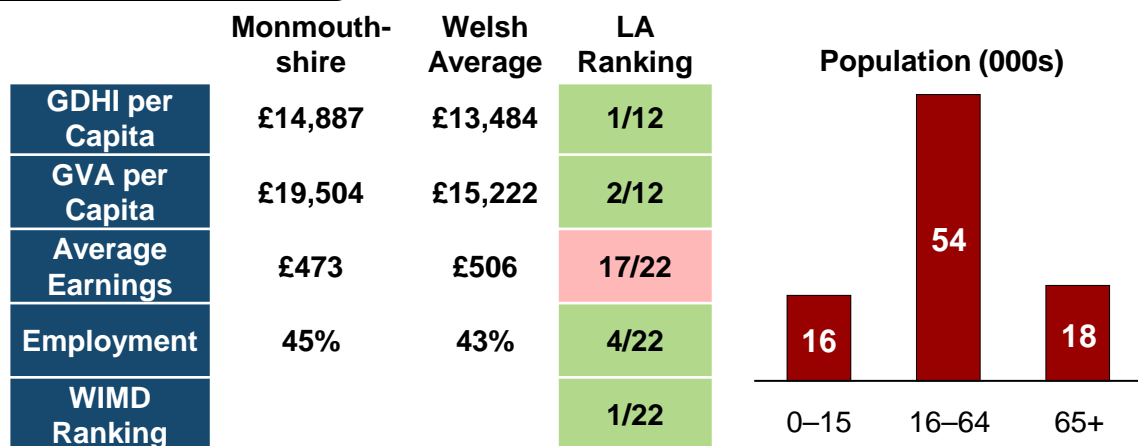 Monmouth-
shire
Welsh
Average
LA
Ranking
GDHI per
Capita
£14,887
£13,484
1/12
GVA per
Capita
£19,504
£15,222
2/12
Average
Earnings
£473
£506
17/22
Employment
45%
43%
4/22
WIMD
Ranking
1/22
Population (000s)
16
54
18
0–15
16–64
65+